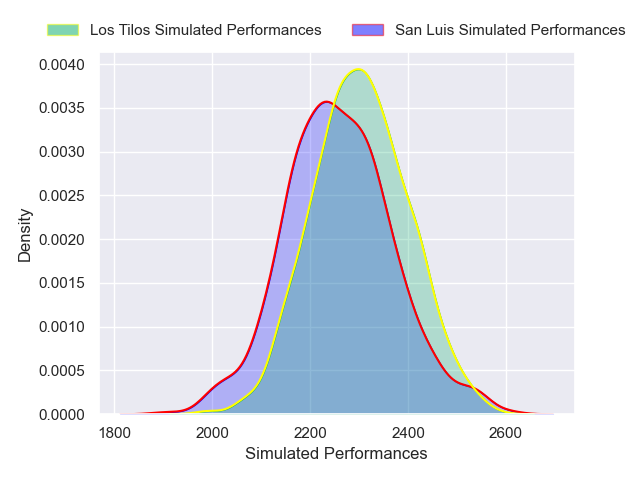 Los Tilos Simulated Performances San Luis Simulated Performances
0.0040
0.0035
0.0030
0.0025
0.0020
0.0015
0.0010
0.0005
0.0000
Density
1800 2000 2200 2400 2600
Simulated Performances